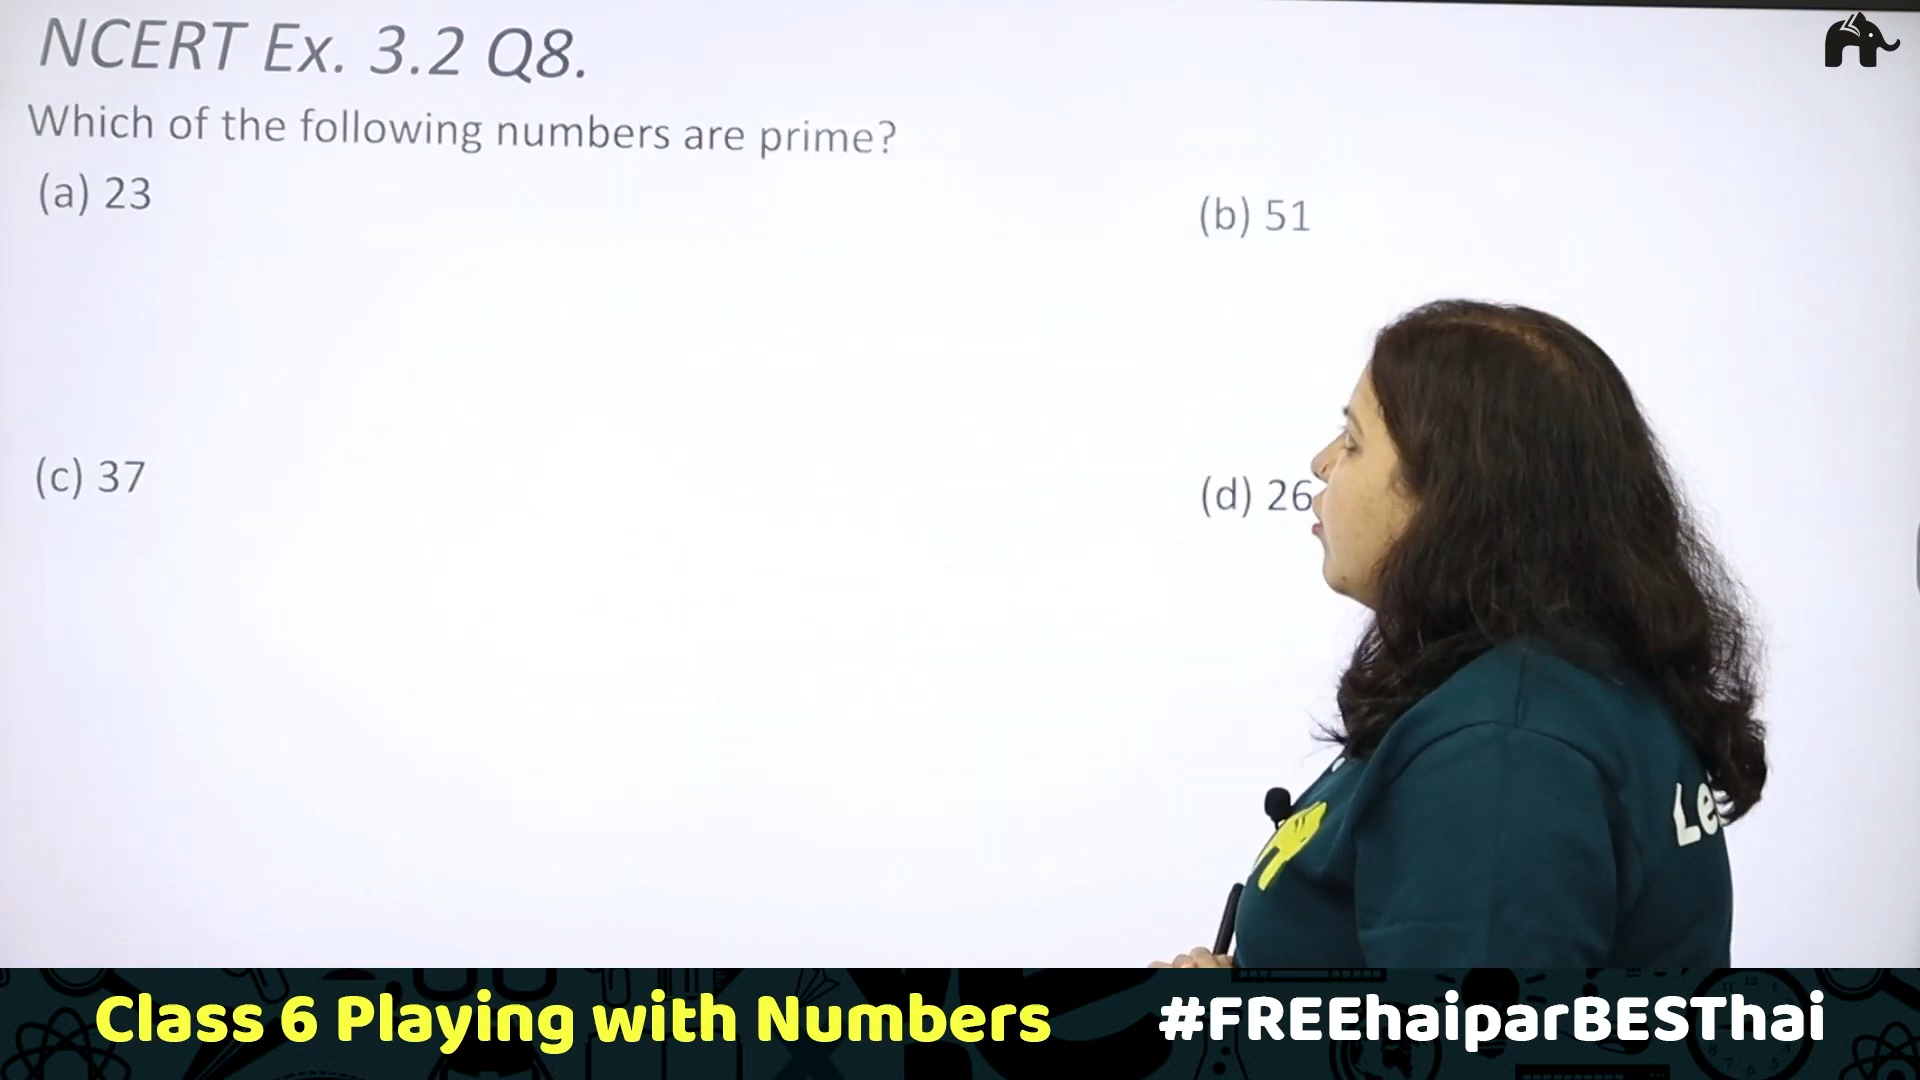 NCERT Ex. 3.2 Q8.
Which of the following numbers are prime?
(a) 23
(b) 51
(c) 37
(d) 26
Le
Class 6 Playing with Numbers
#FREEhaiparBESThai